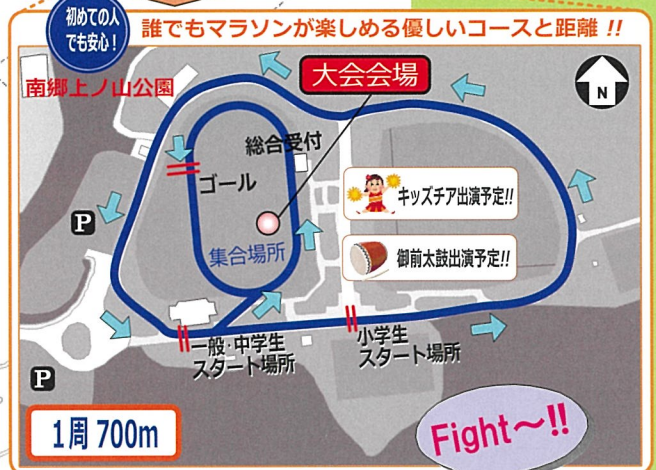 初めての人
でも安心！
誰でもマラソンが楽しめる優しいコースと距離 !!
南郷上ノ山公園
大会会場
N
総合受付
ゴール
キッズチア出演予定!!
P
集合場所
御前太鼓出演予定!!
一般・中学生
スタート場所
小学生
スタート場所
P
1周 700m
Fight～!!